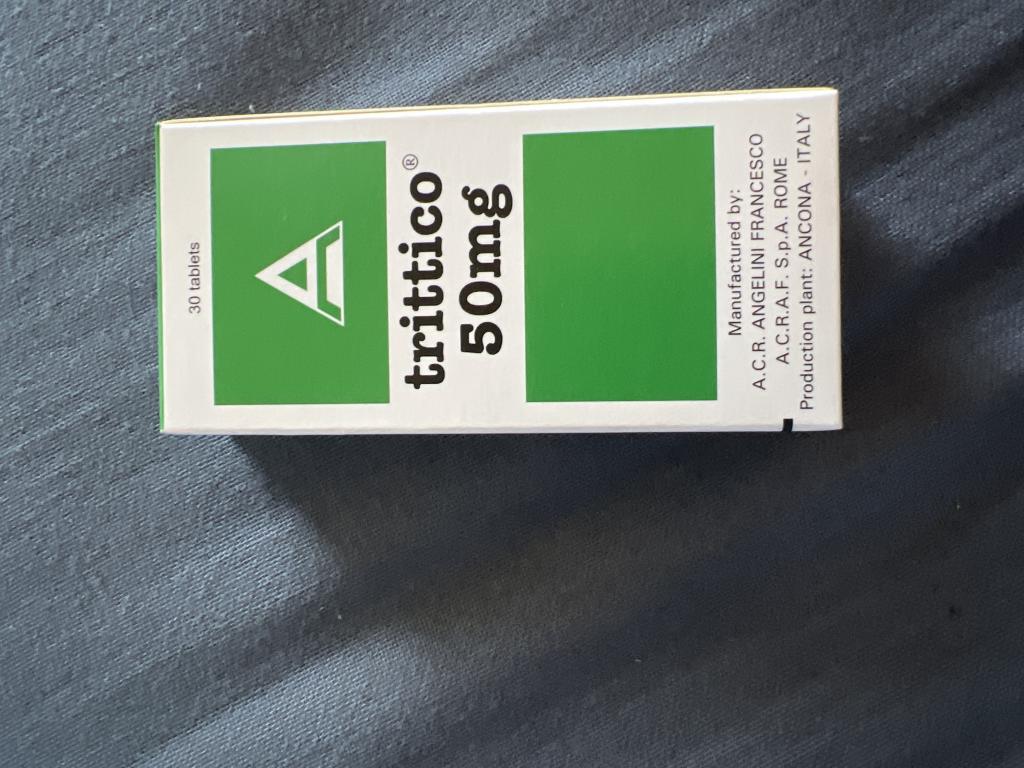 30 tablets
trittico®
50mg
Manufactured by:
A.C.R. ANGELINI FRANCESCO
A.C.R.A.F. S.p.A. ROME
Production plant: ANCONA - ITALY